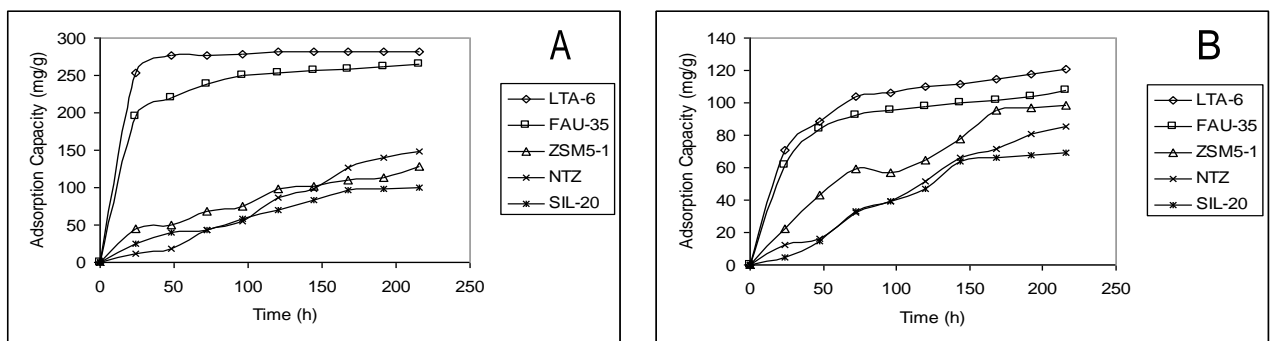 A
Adsorption Capacity (mg/g)
300
250
200
150
100
50
0
0 50 100 150 200 250
Time (h)
LTA-6
FAU-35
ZSM5-1
NTZ
SIL-20
B
Adsorption Capacity (mg/g)
140
120
100
80
60
40
20
0
0 50 100 150 200 250
Time (h)
LTA-6
FAU-35
ZSM5-1
NTZ
SIL-20